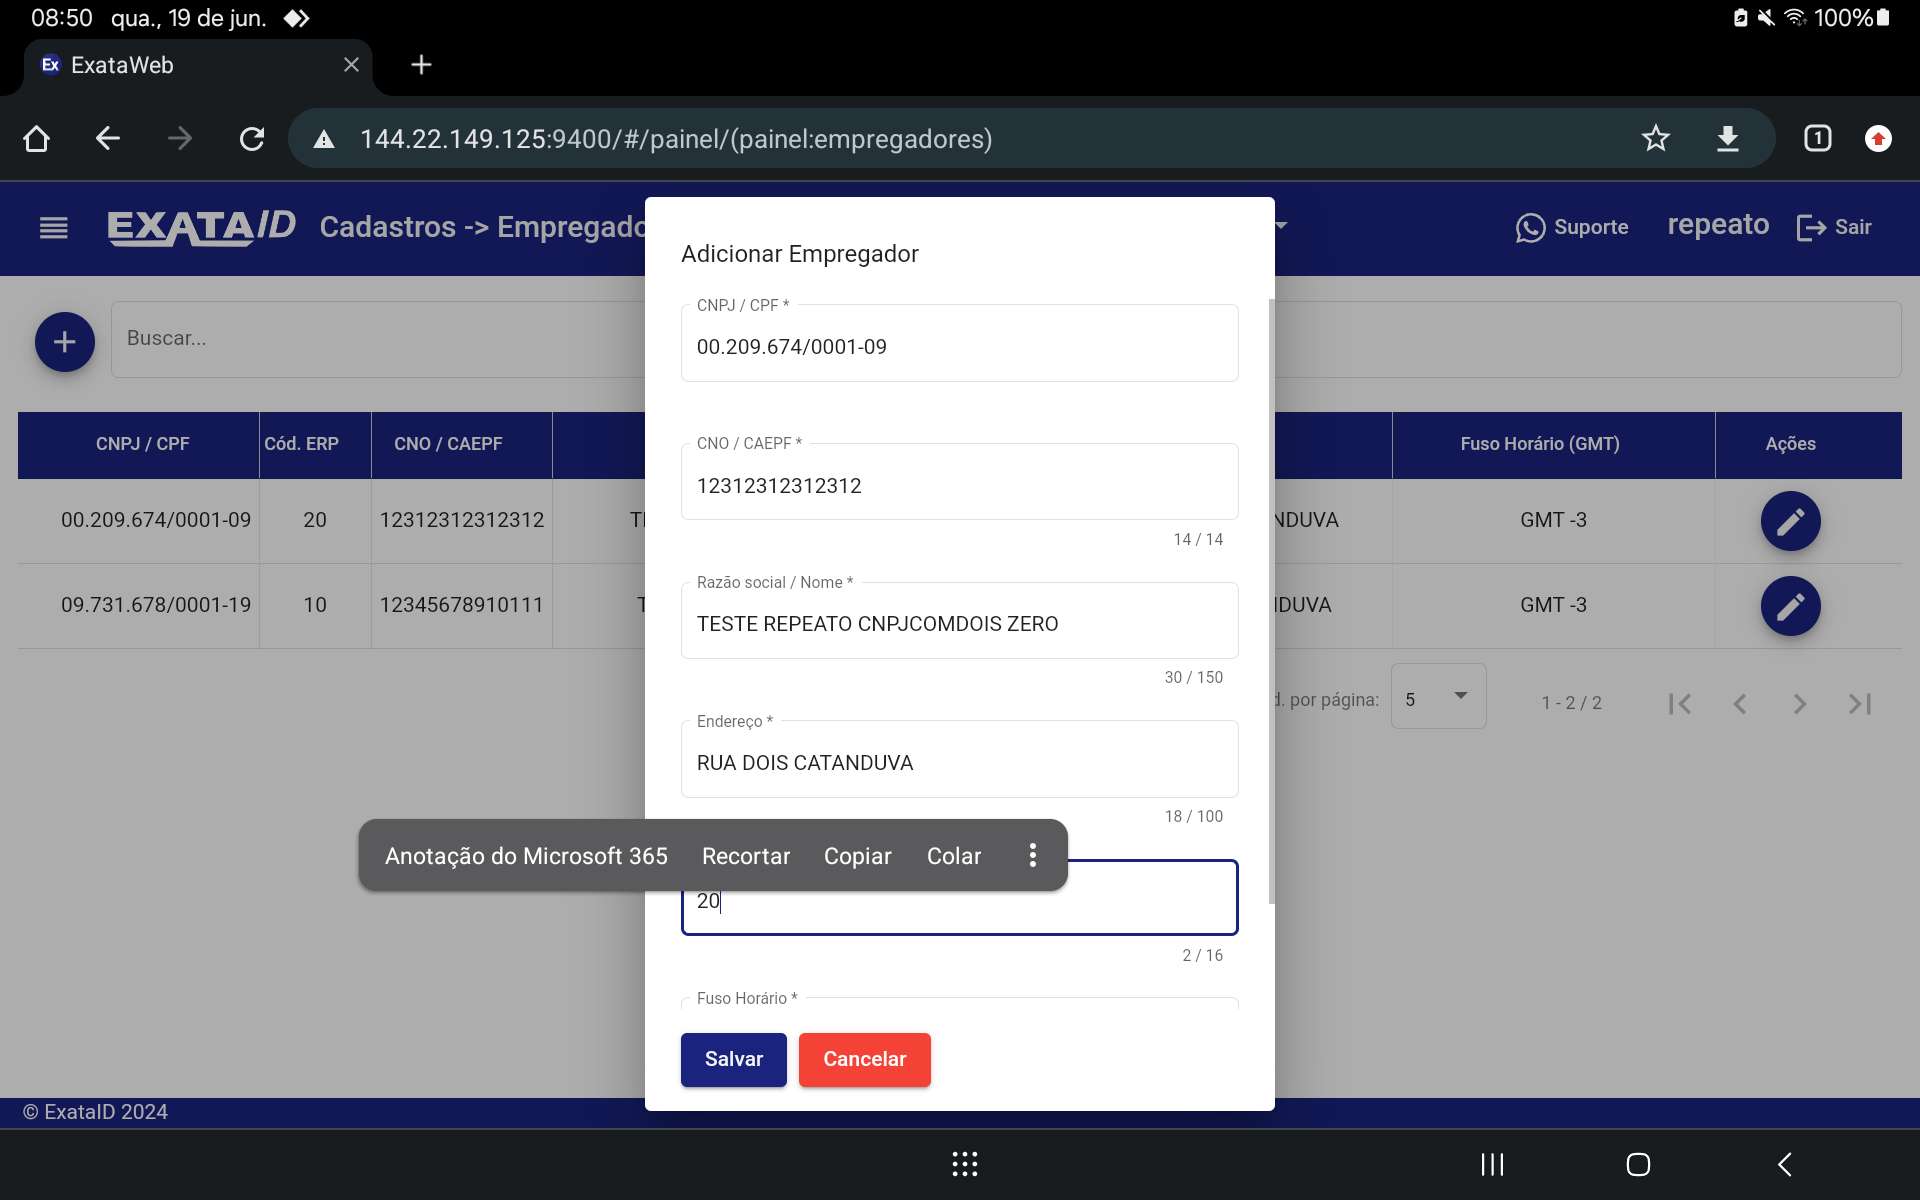 08:50 qua., 19 de jun. 100%
Ex ExataWeb
144.22.149.125:9400/#/painel/(painel:empregadores) 1
EXATAID Cadastros -> Empregado Suporte repeato Sair
Adicionar Empregador
Buscar...
CNPJ / CPF *
00.209.674/0001-09
CNPJ / CPF Cód. ERP CNO / CAEPF Fuso Horário (GMT) Ações
CNO / CAEPF *
12312312312312
14 / 14
00.209.674/0001-09 20 12312312312312 NDUVA GMT -3
Razão social / Nome *
TESTE REPEATO CNPJCOMDOIS ZERO
30 / 150
09.731.678/0001-19 10 12345678910111 DUVA GMT -3
d. por página: 5 1 - 2 / 2
Endereço *
RUA DOIS CATANDUVA
18 / 100
Anotação do Microsoft 365 Recortar Copiar Colar
20
2 / 16
Fuso Horário *
Salvar Cancelar
© ExataID 2024